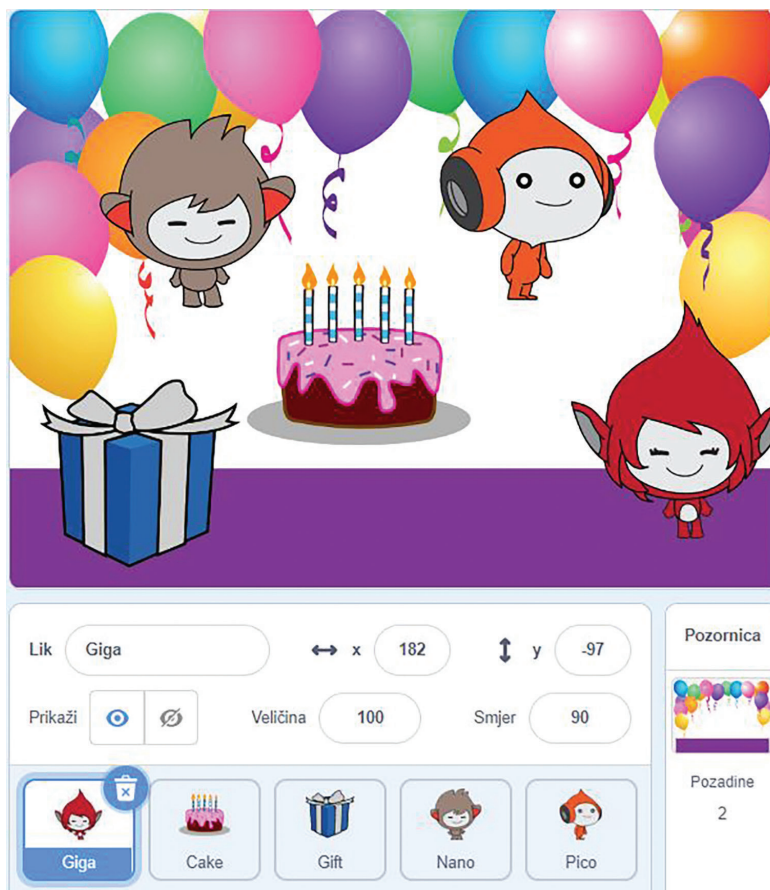 Lik Giga x 182 y -97
Prikaži Veličina 100 Smjer 90
Pozornica
Pozadine
2
Giga Cake Gift Nano Pico